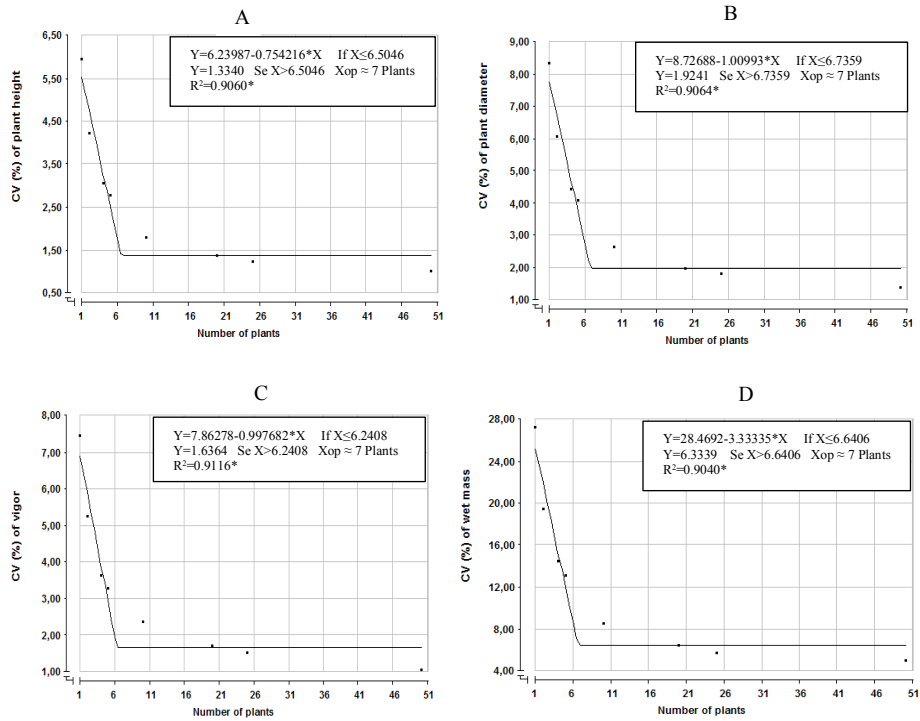 A
CV (%) of plant height
6,50
5,50
4,50
3,50
2,50
1,50
0,50
Y=6.23987-0.754216*X If X≤6.5046
Y=1.3340 Se X>6.5046 Xop ≈ 7 Plants
R²=0.9060*
1 6 11 16 21 26 31 36 41 46 51
Number of plants
B
CV (%) of plant diameter
9,00
8,00
7,00
6,00
5,00
4,00
3,00
2,00
1,00
Y=8.72688-1.00993*X If X≤6.7359
Y=1.9241 Se X>6.7359 Xop ≈ 7 Plants
R²=0.9064*
1 6 11 16 21 26 31 36 41 46 51
Number of plants
C
CV (%) of vigor
8,00
7,00
6,00
5,00
4,00
3,00
2,00
1,00
Y=7.86278-0.997682*X If X≤6.2408
Y=1.6364 Se X>6.2408 Xop ≈ 7 Plants
R²=0.9116*
1 6 11 16 21 26 31 36 41 46 51
Number of plants
D
CV (%) of wet mass
28,00
24,00
20,00
16,00
12,00
8,00
4,00
Y=28.4692-3.33335*X If X≤6.6406
Y=6.3339 Se X>6.6406 Xop ≈ 7 Plants
R²=0.9040*
1 6 11 16 21 26 31 36 41 46 51
Number of plants